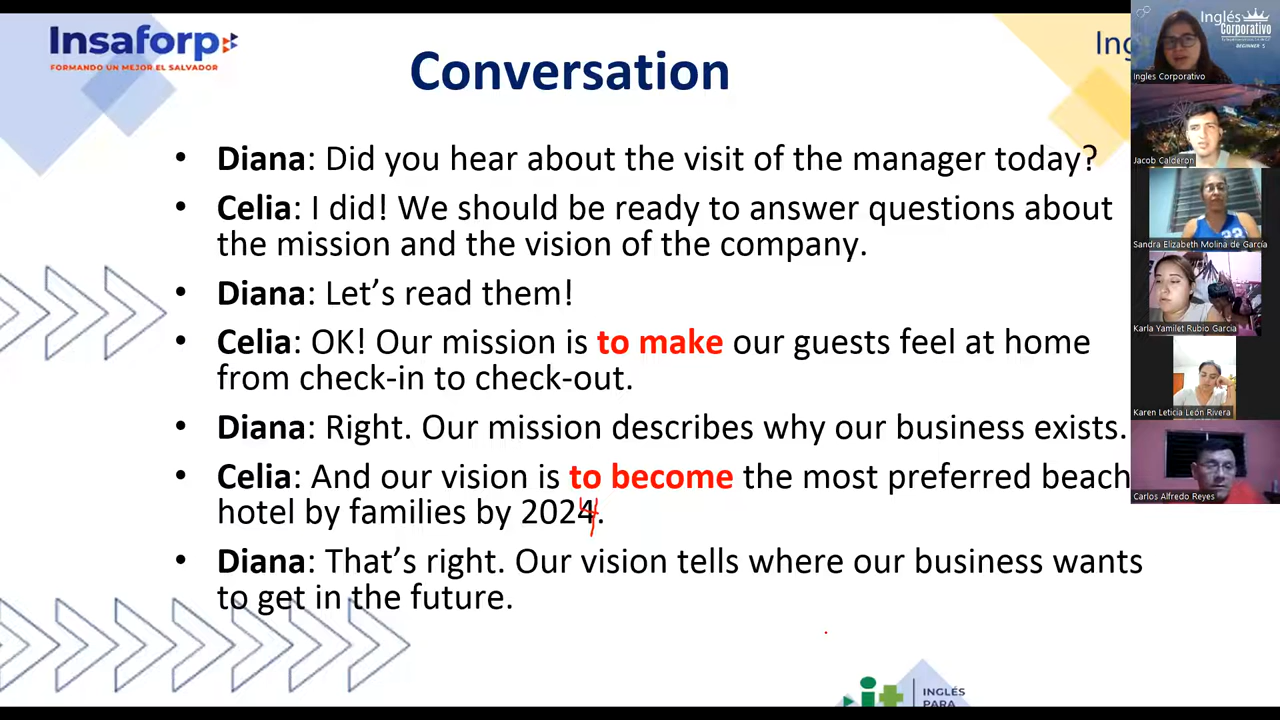 Insaforp
FORMANDO UN MEJOR EL SALVADOR
Conversation
Ing
• Diana: Did you hear about the visit of the manager today?
• Celia: I did! We should be ready to answer questions about
the mission and the vision of the company.
• Diana: Let’s read them!
• Celia: OK! Our mission is to make our guests feel at home
from check-in to check-out.
• Diana: Right. Our mission describes why our business exists.
• Celia: And our vision is to become the most preferred beach
hotel by families by 2024.
• Diana: That’s right. Our vision tells where our business wants
to get in the future.
it
INGLÉS
PARA
Inglés
Corporativo
BEGINNER 5
Ingles Corporativo
Jacob Calderon
Sandra Elizabeth Molina de García
Karla Yamilet Rubio Garcia
Karen Leticia León Rivera
Carlos Alfredo Reyes